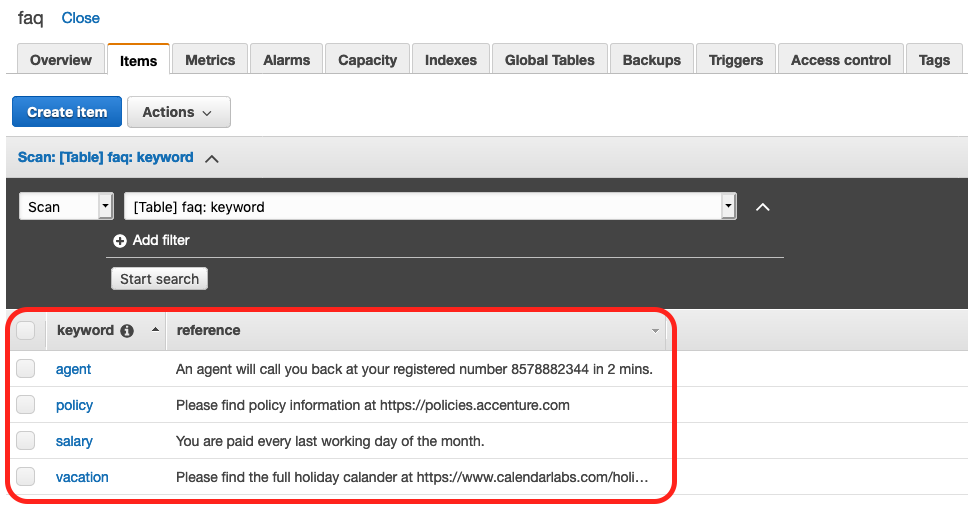 faq Close
Overview Items Metrics Alarms Capacity Indexes Global Tables Backups Triggers Access control Tags
Create item Actions
Scan: [Table] faq: keyword
Scan [Table] faq: keyword
Add filter
Start search
keyword reference
agent An agent will call you back at your registered number 8578882344 in 2 mins.
policy Please find policy information at https://policies.accenture.com
salary You are paid every last working day of the month.
vacation Please find the full holiday calander at https://www.calendarlabs.com/holi…